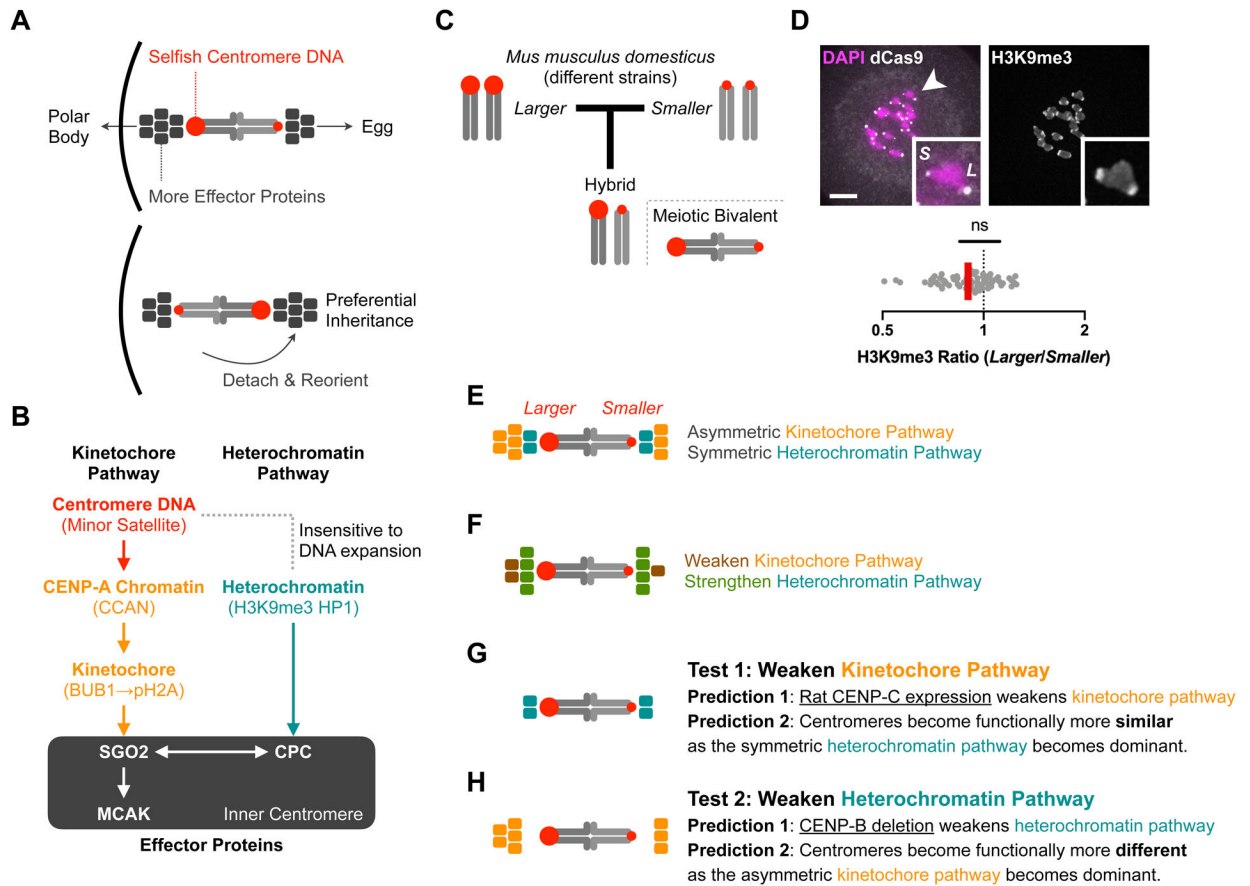 A
Selfish Centromere DNA
Polar
Body
Egg
More Effector Proteins
Preferential
Inheritance
Detach & Reorient
B
Kinetochore
Pathway
Heterochromatin
Pathway
Centromere DNA
(Minor Satellite)
Insensitive to
DNA expansion
CENP-A Chromatin
(CCAN)
Heterochromatin
(H3K9me3 HP1)
Kinetochore
(BUB1→pH2A)
SGO2
CPC
MCAK
Inner Centromere
Effector Proteins
C
Mus musculus domesticus
(different strains)
Larger
Smaller
Hybrid
Meiotic Bivalent
D
DAPI dCas9
H3K9me3
S
L
ns
0.5
1
2
H3K9me3 Ratio (Larger/Smaller)
E
Larger
Smaller
Asymmetric Kinetochore Pathway
Symmetric Heterochromatin Pathway
F
Weaken Kinetochore Pathway
Strengthen Heterochromatin Pathway
G
Test 1: Weaken Kinetochore Pathway
Prediction 1: Rat CENP-C expression weakens kinetochore pathway
Prediction 2: Centromeres become functionally more similar
as the symmetric heterochromatin pathway becomes dominant.
H
Test 2: Weaken Heterochromatin Pathway
Prediction 1: CENP-B deletion weakens heterochromatin pathway
Prediction 2: Centromeres become functionally more different
as the asymmetric kinetochore pathway becomes dominant.